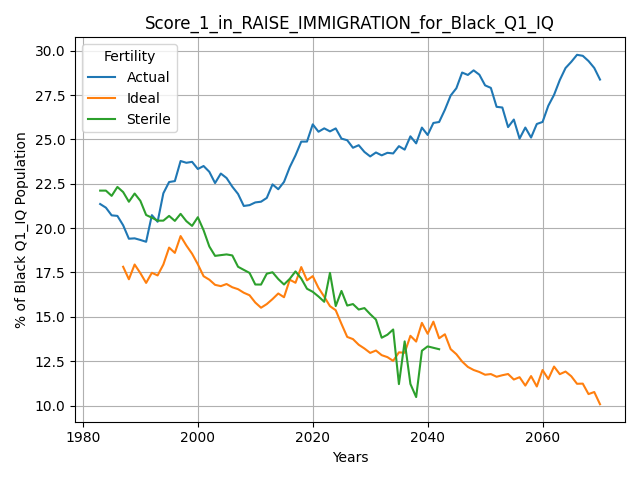 Score_1_in_RAISE_IMMIGRATION_for_Black_Q1_IQ
Fertility
Actual
Ideal
Sterile
% of Black Q1_IQ Population
30.0
27.5
25.0
22.5
20.0
17.5
15.0
12.5
10.0
1980
2000
2020
2040
2060
Years